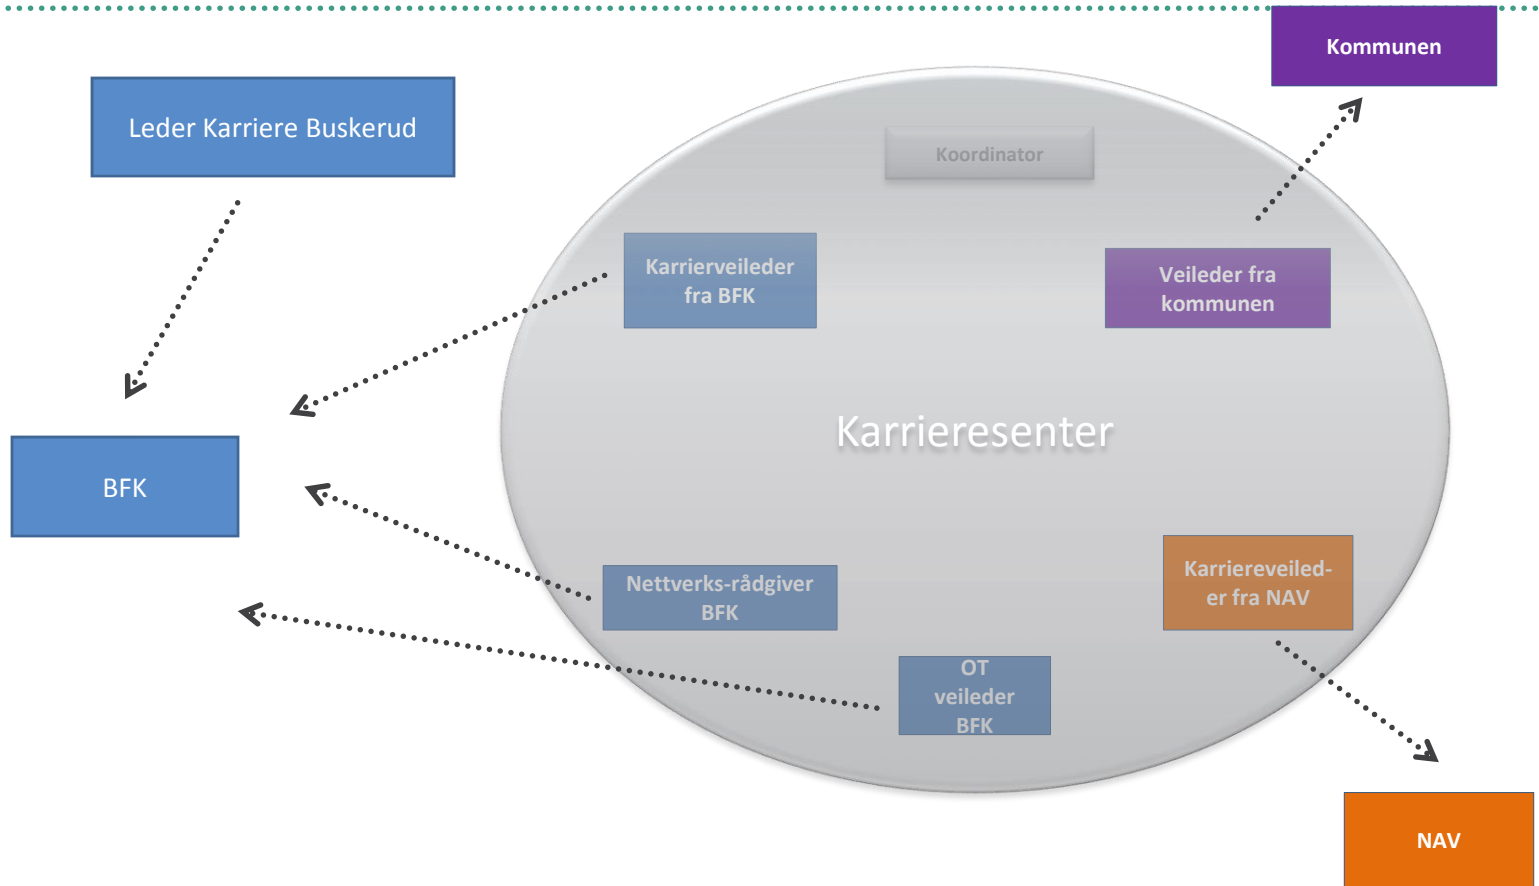 Kommunen
Leder Karriere Buskerud
Koordinator
Karrierveileder
fra BFK
Veileder fra
kommunen
Karrieresenter
BFK
Nettverks-rådgiver
BFK
Karriereveiled-
er fra NAV
OT
veileder
BFK
NAV